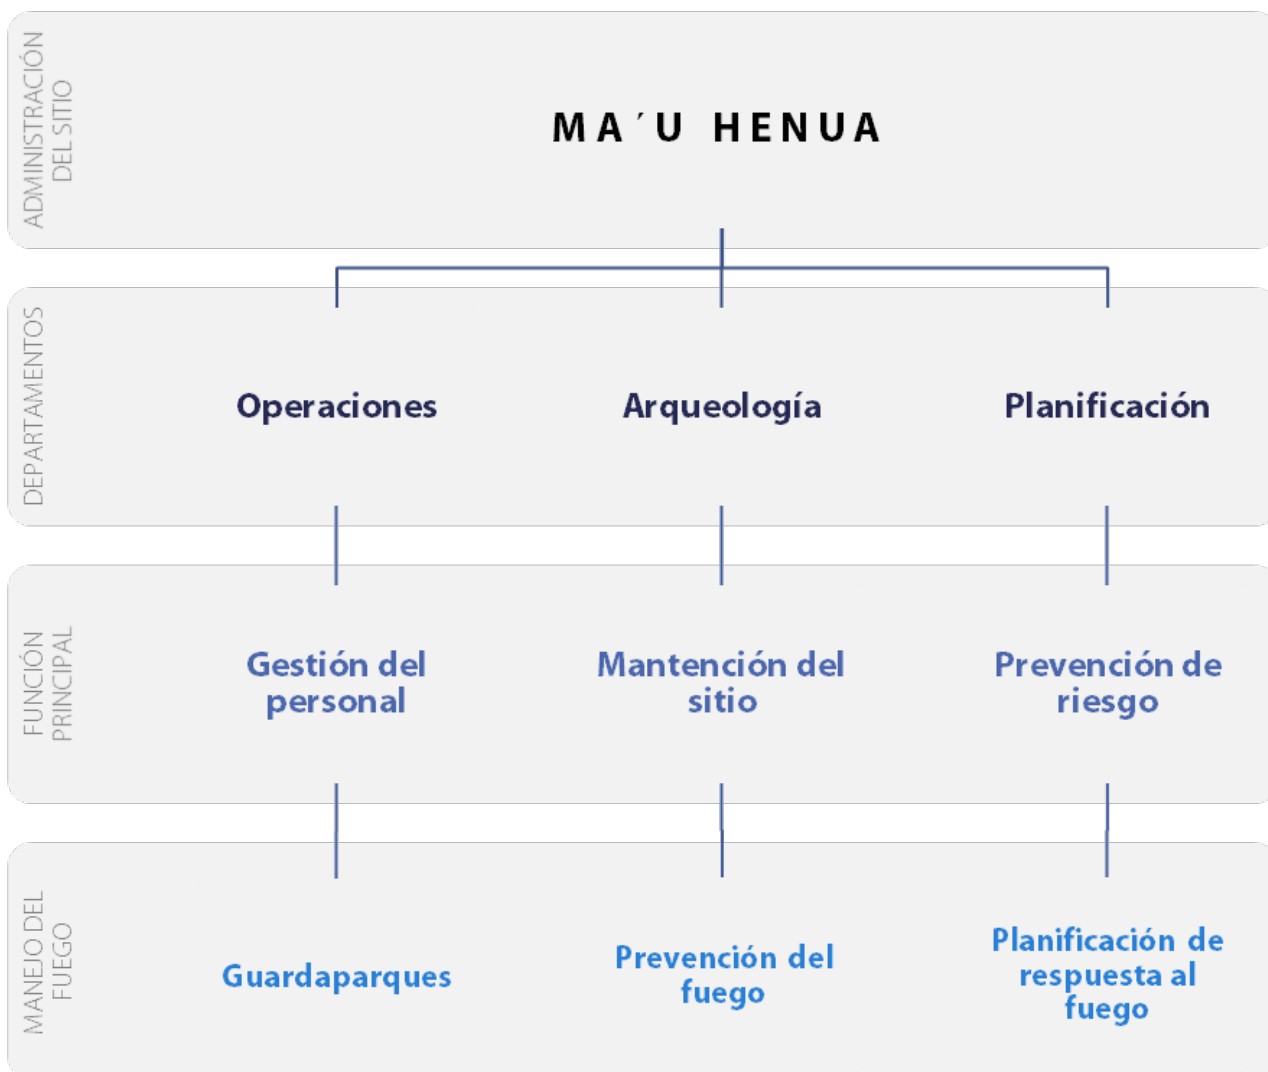 ADMINISTRACIÓN
DEL SITIO
MA´U HENUA
DEPARTAMENTOS
Operaciones
Arqueología
Planificación
FUNCIÓN
PRINCIPAL
Gestión del
personal
Mantención del
sitio
Prevención de
riesgo
MANEJO DEL
FUEGO
Guardaparques
Prevención del
fuego
Planificación de
respuesta al
fuego